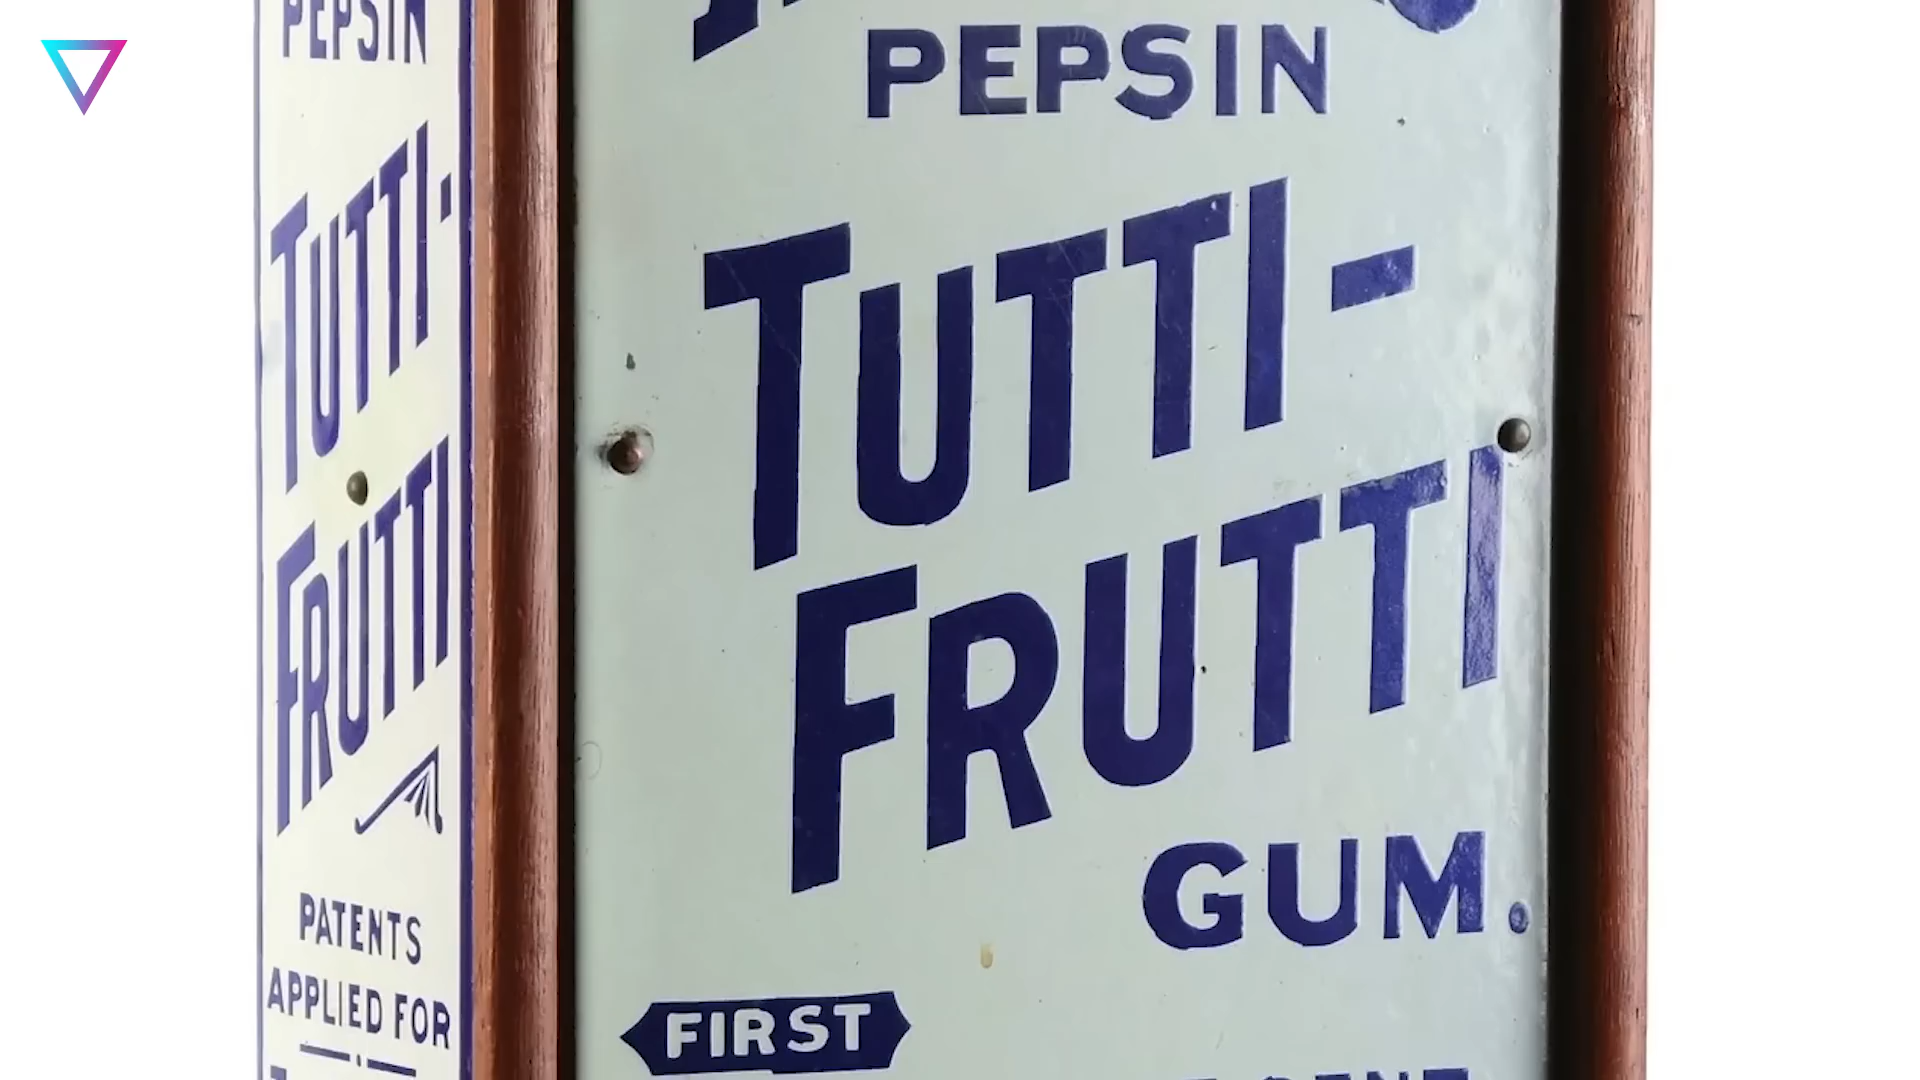 PEPSIN
TUTTI-
FRUTTI
PATENTS
APPLIED FOR
PEPSIN
TUTTI-
FRUTTI
GUM.
FIRST